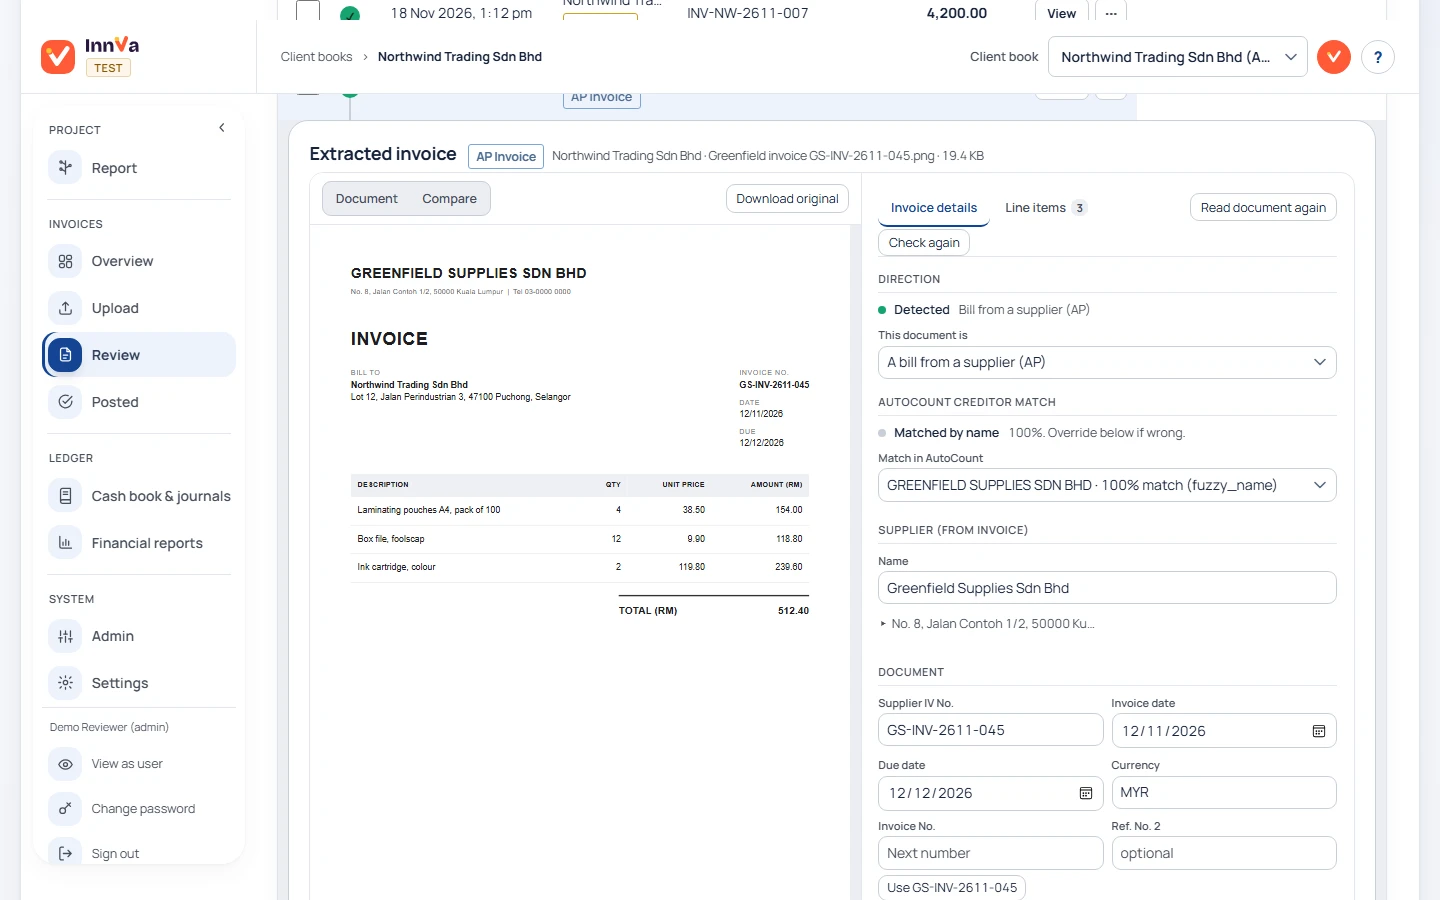 18 Nov 2026, 1:12 pm
INV-NW-2611-007
4,200.00
View
...
InnVa
TEST
Client books › Northwind Trading Sdn Bhd
Client book
Northwind Trading Sdn Bhd (A...
?
AP Invoice
PROJECT
Report
INVOICES
Overview
Upload
Review
Posted
LEDGER
Cash book & journals
Financial reports
SYSTEM
Admin
Settings
Demo Reviewer (admin)
View as user
Change password
Sign out
Extracted invoice
AP Invoice
Northwind Trading Sdn Bhd · Greenfield invoice GS-INV-2611-045.png · 19.4 KB
Document
Compare
Download original
GREENFIELD SUPPLIES SDN BHD
No. 8, Jalan Contoh 1/2, 50000 Kuala Lumpur | Tel 03-0000 0000
INVOICE
BILL TO
Northwind Trading Sdn Bhd
Lot 12, Jalan Perindustrian 3, 47100 Puchong, Selangor
INVOICE NO.
GS-INV-2611-045
DATE
12/11/2026
DUE
12/12/2026
DESCRIPTION QTY UNIT PRICE AMOUNT (RM)
Laminating pouches A4, pack of 100 4 38.50 154.00
Box file, foolscap 12 9.90 118.80
Ink cartridge, colour 2 119.80 239.60
TOTAL (RM) 512.40
Invoice details
Line items 3
Read document again
Check again
DIRECTION
Detected Bill from a supplier (AP)
This document is
A bill from a supplier (AP)
AUTOCOUNT CREDITOR MATCH
Matched by name 100%. Override below if wrong.
Match in AutoCount
GREENFIELD SUPPLIES SDN BHD · 100% match (fuzzy_name)
SUPPLIER (FROM INVOICE)
Name
Greenfield Supplies Sdn Bhd
No. 8, Jalan Contoh 1/2, 50000 Ku...
DOCUMENT
Supplier IV No.
GS-INV-2611-045
Invoice date
12/11/2026
Due date
12/12/2026
Currency
MYR
Invoice No.
Next number
Ref. No. 2
optional
Use GS-INV-2611-045